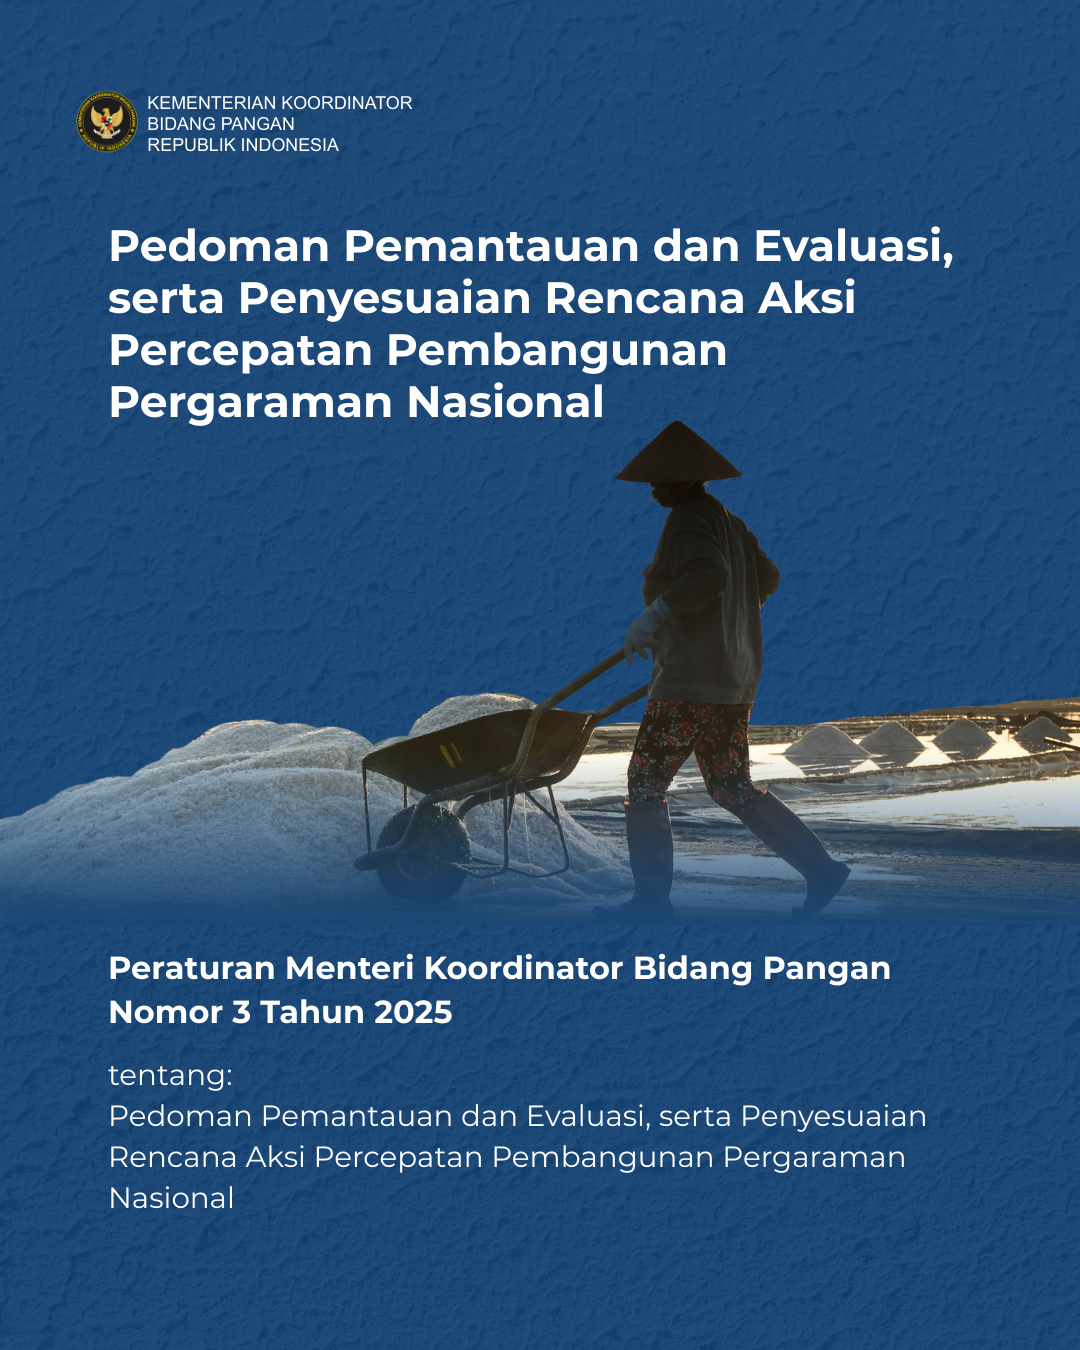 KEMENTERIAN KOORDINATOR
BIDANG PANGAN
REPUBLIK INDONESIA
Pedoman Pemantauan dan Evaluasi,
serta Penyesuaian Rencana Aksi
Percepatan Pembangunan
Pergaraman Nasional
Peraturan Menteri Koordinator Bidang Pangan
Nomor 3 Tahun 2025
tentang:
Pedoman Pemantauan dan Evaluasi, serta Penyesuaian
Rencana Aksi Percepatan Pembangunan Pergaraman
Nasional